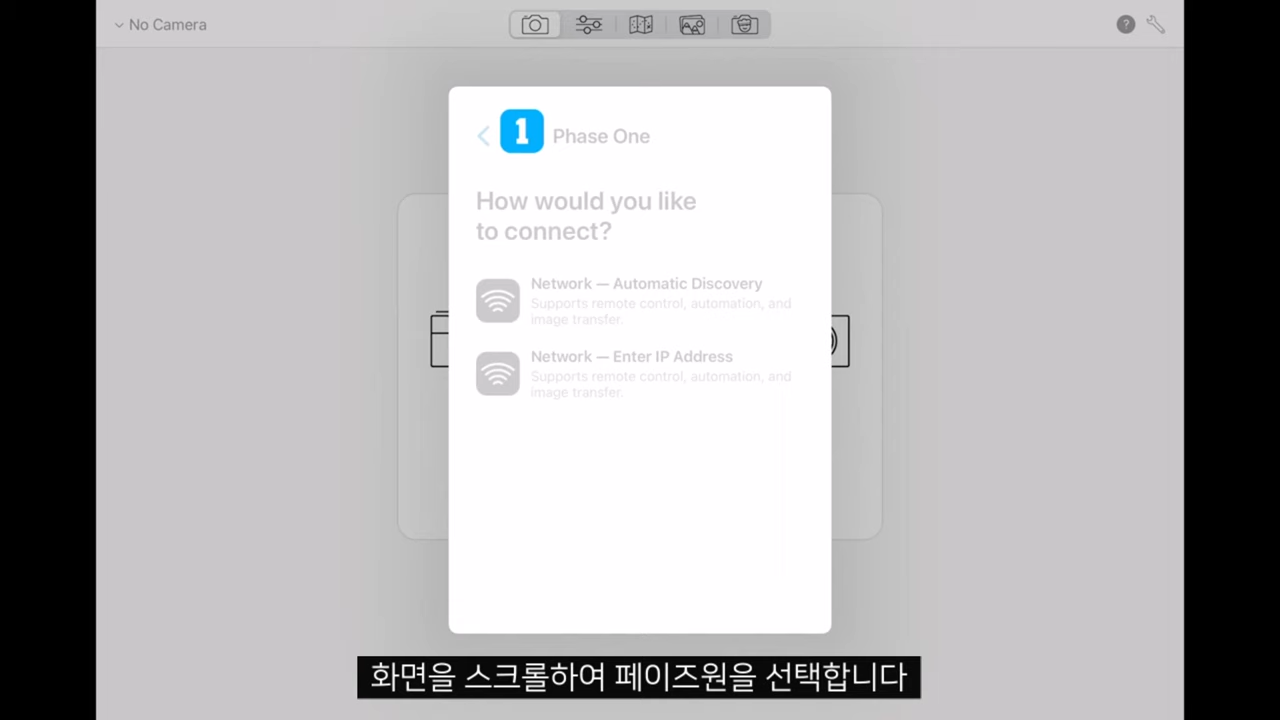 No Camera
?
1
Phase One
How would you like
to connect?
Network — Automatic Discovery
Supports remote control, automation, and
image transfer.
Network — Enter IP Address
Supports remote control, automation, and
image transfer.
화면을 스크롤하여 페이즈원을 선택합니다